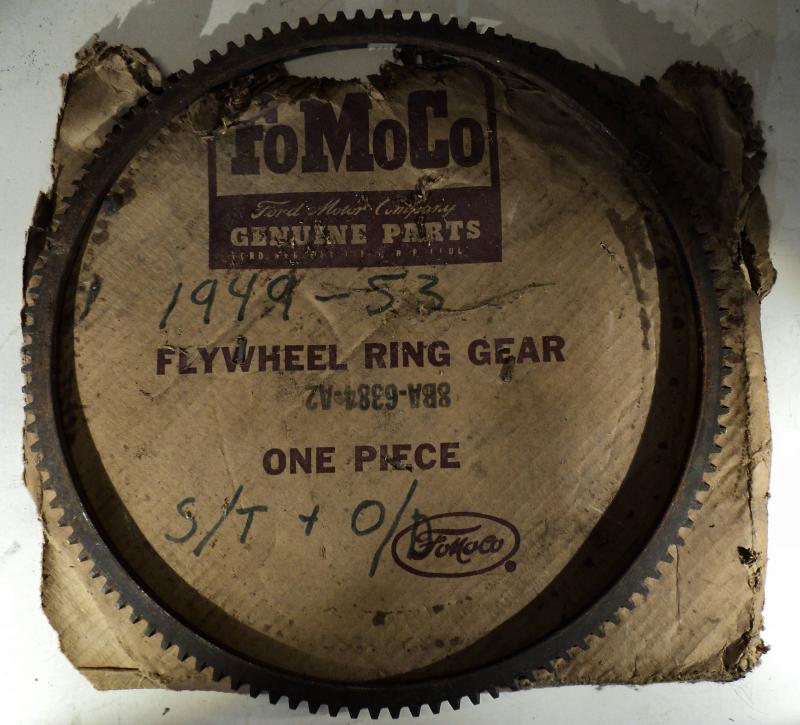 FoMoCo
Ford Motor Company
GENUINE PARTS
1949-53
FLYWHEEL RING GEAR
8BA-6384-A2
ONE PIECE
S/T + O/D
FoMoCo